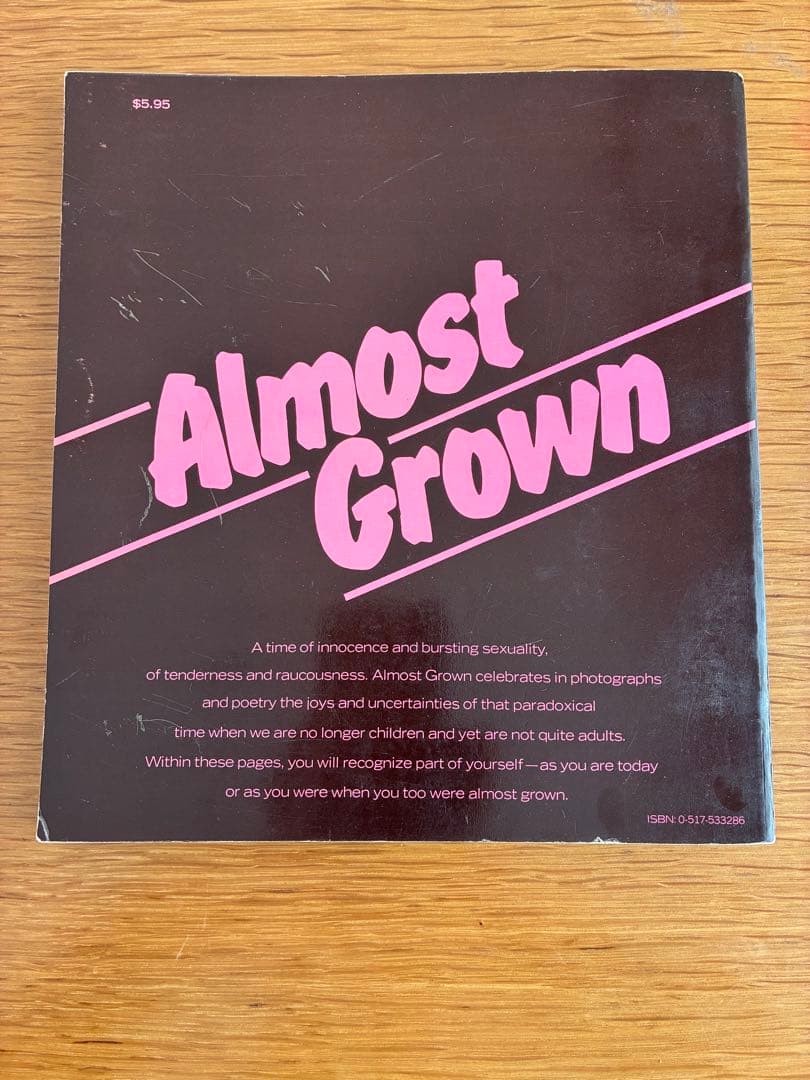 $5.95
Almost
Grown
A time of innocence and bursting sexuality,
of tenderness and raucousness. Almost Grown celebrates in photographs
and poetry the joys and uncertainties of that paradoxical
time when we are no longer children and yet are not quite adults.
Within these pages, you will recognize part of yourself—as you are today
or as you were when you too were almost grown.
ISBN: 0-517-533286